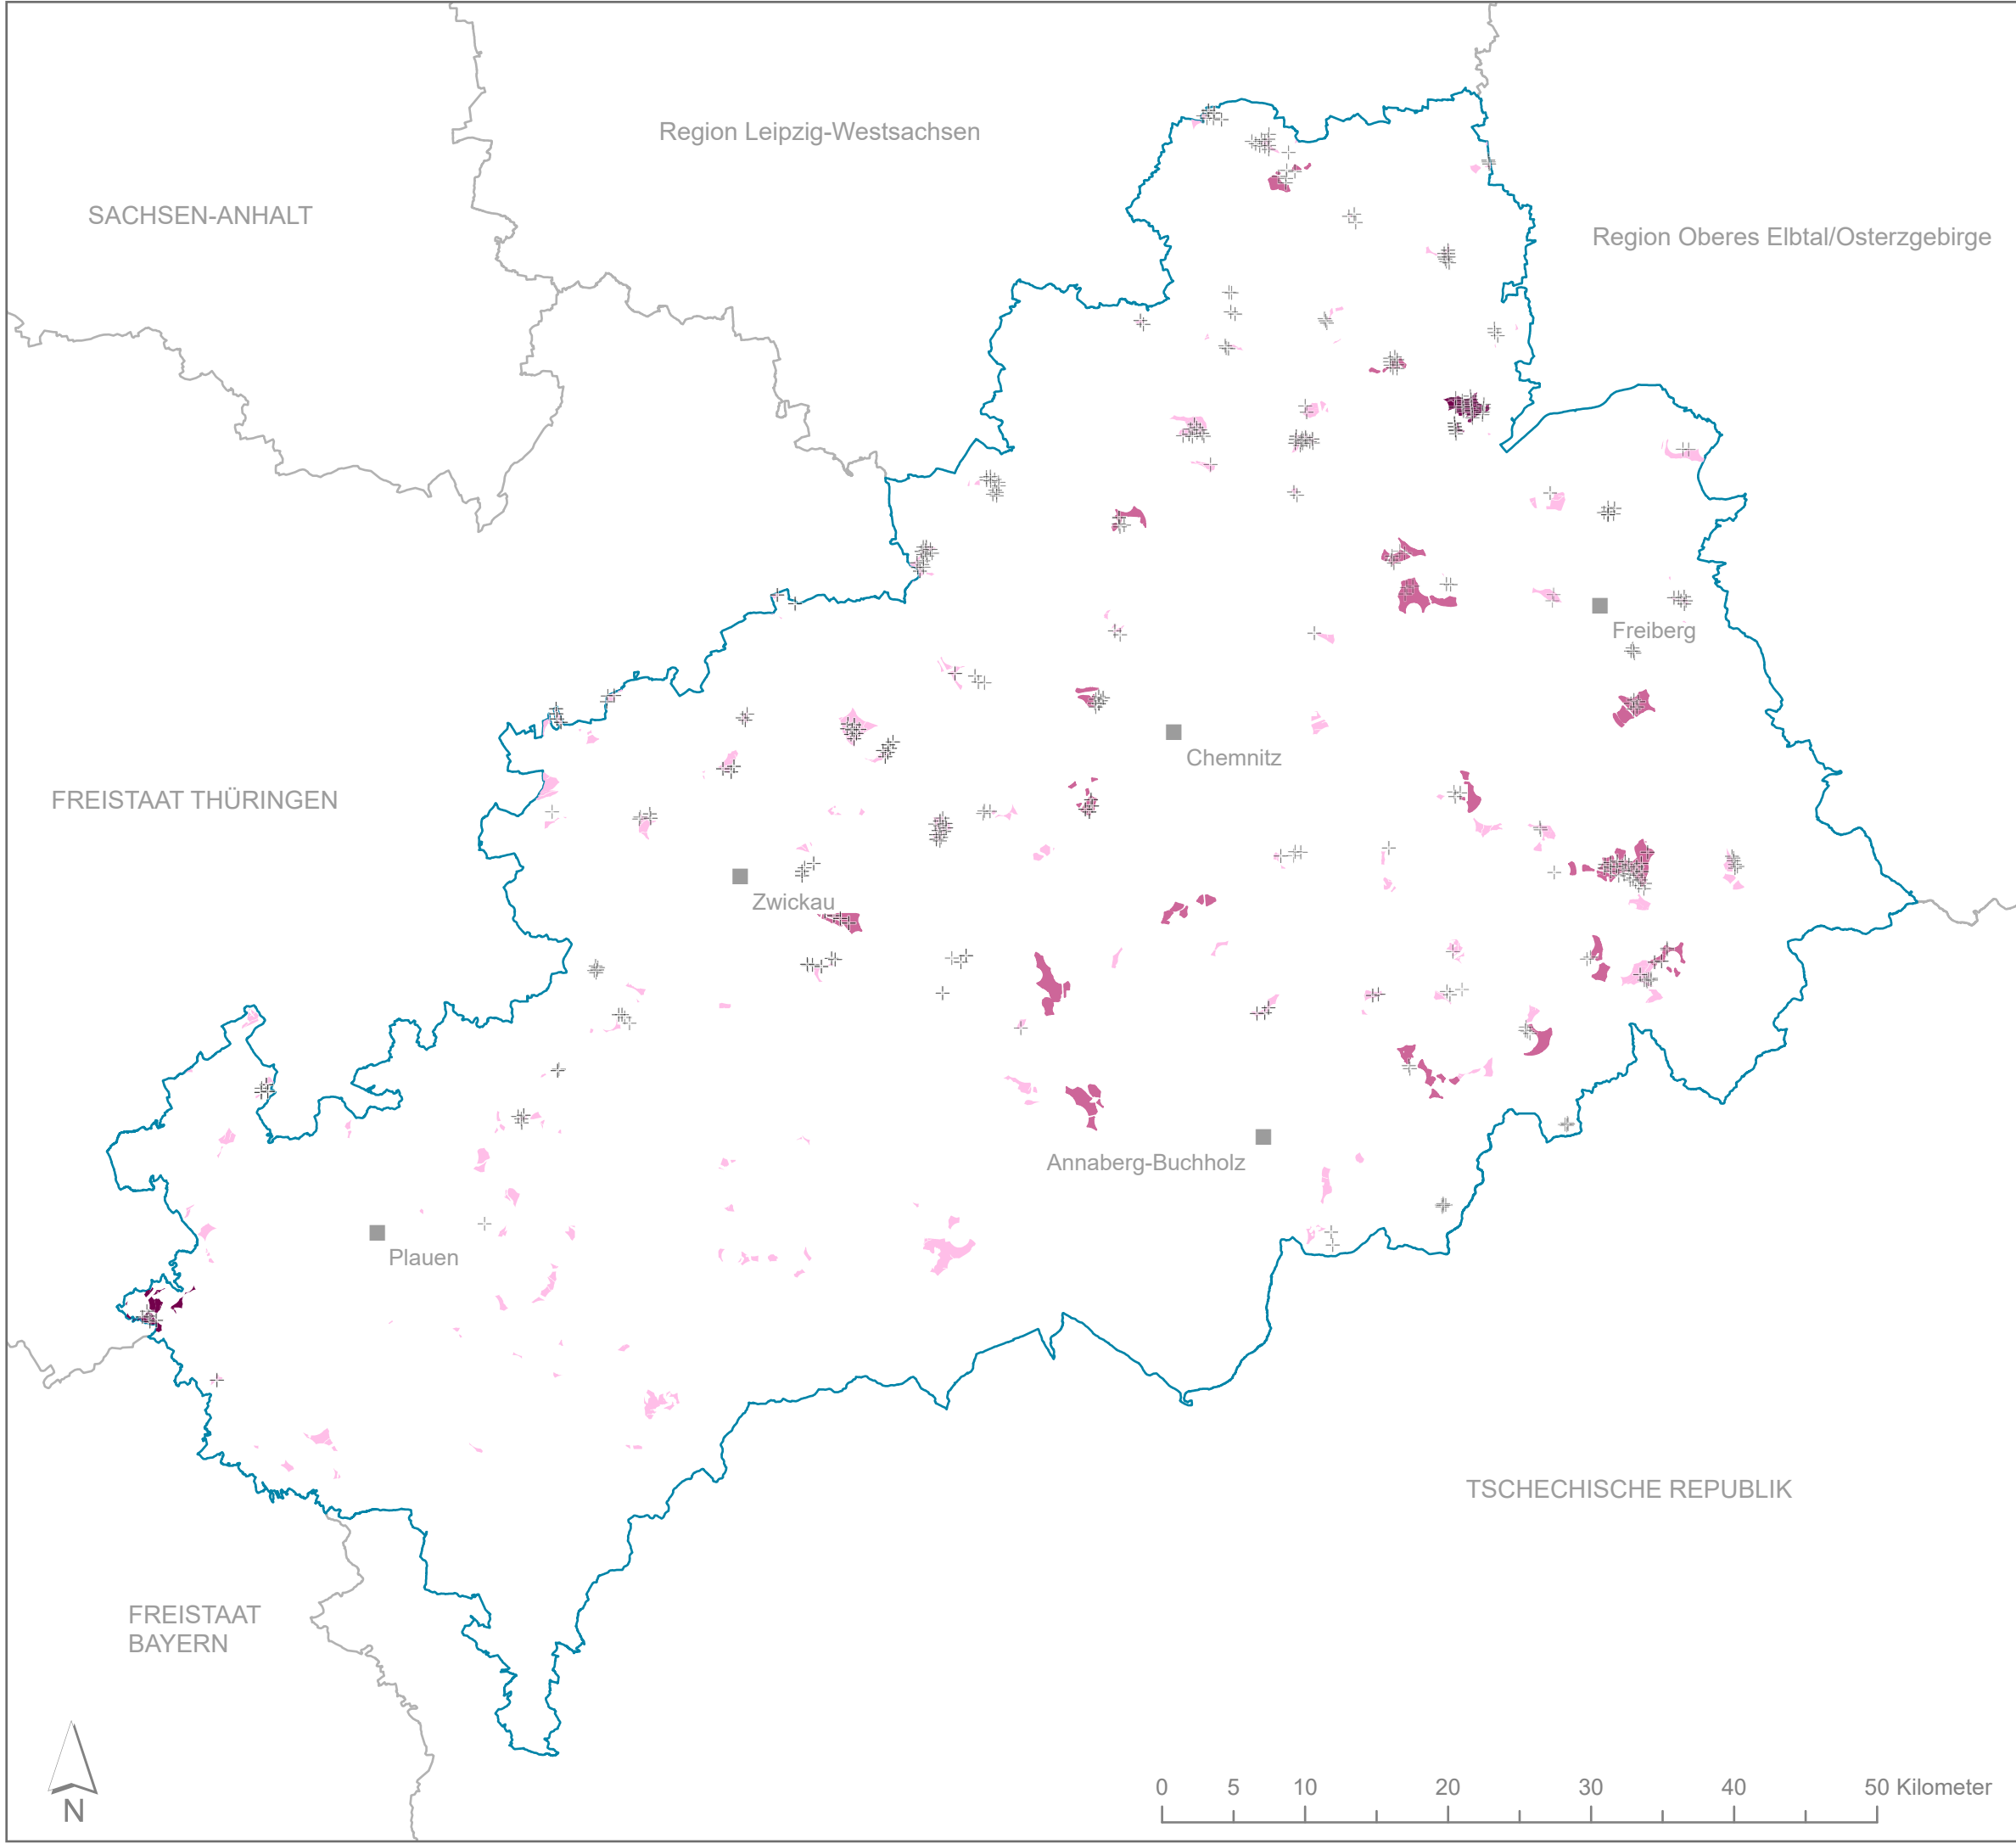 Region Leipzig-Westsachsen
SACHSEN-ANHALT
Region Oberes Elbtal/Osterzgebirge
Freiberg
Chemnitz
FREISTAAT THÜRINGEN
Zwickau
Annaberg-Buchholz
Plauen
TSCHECHISCHE REPUBLIK
FREISTAAT
BAYERN
N
0 5 10 20 30 40 50 Kilometer